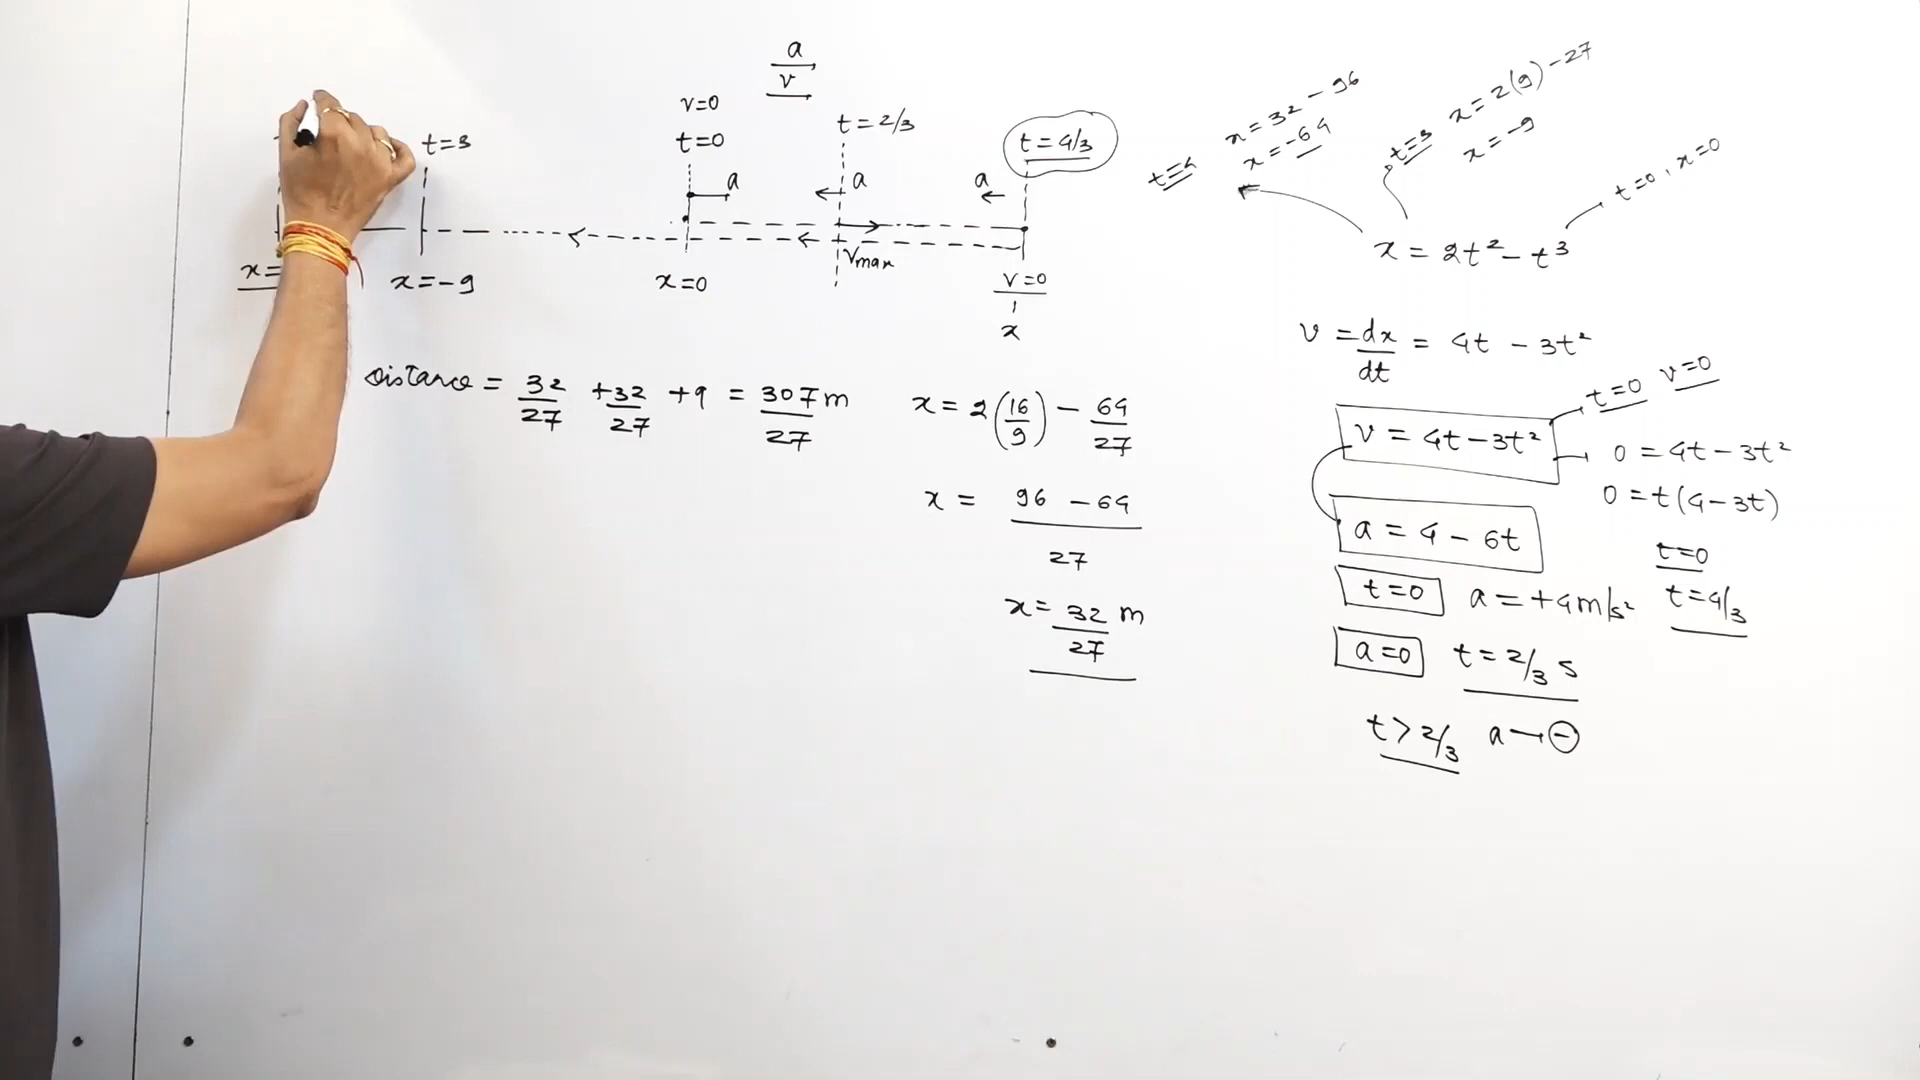 a/v
v=0
t=0
t=3
t=2/3
t=4/3
a
a
a
Vmax
x=
x=-9
x=0
v=0
x
Distance = 32/27 + 32/27 + 9 = 307/27 m
x = 2(16/9) - 64/27
x = 96 - 64 / 27
x = 32/27 m
t=4
x = 32 - 96
x = -64
t=3
x = 2(9) - 27
x = -9
t=0, x=0
x = 2t² - t³
v = dx/dt = 4t - 3t²
v = 4t - 3t²
t=0 v=0
0 = 4t - 3t²
0 = t(4 - 3t)
t=0
t=4/3
a = 4 - 6t
t=0 a = +4m/s²
a=0 t = 2/3 s
t > 2/3 a → ⊖